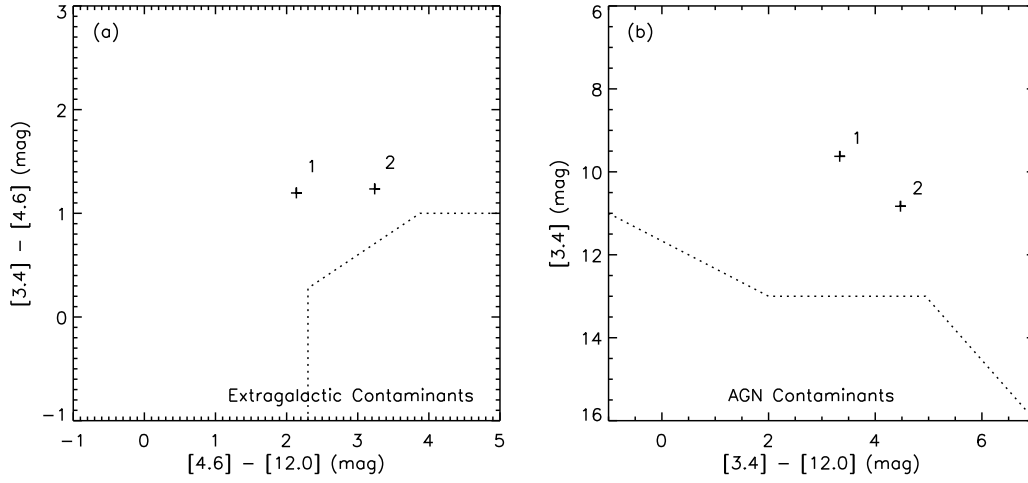 (a)
3
2
1
0
−1
[3.4] − [4.6] (mag)
1
2
Extragalactic Contaminants
−1 0 1 2 3 4 5
[4.6] − [12.0] (mag)
(b)
6
8
10
12
14
16
[3.4] (mag)
1
2
AGN Contaminants
0 2 4 6
[3.4] − [12.0] (mag)